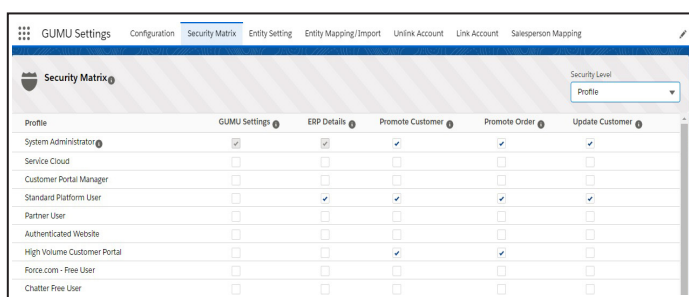 GUMU Settings Configuration Security Matrix Entity Setting Entity Mapping/Import Unlink Account Link Account Salesperson Mapping
Security Matrix
Security Level
Profile
Profile GUMU Settings ERP Details Promote Customer Promote Order Update Customer
System Administrator
Service Cloud
Customer Portal Manager
Standard Platform User
Partner User
Authenticated Website
High Volume Customer Portal
Force.com - Free User
Chatter Free User